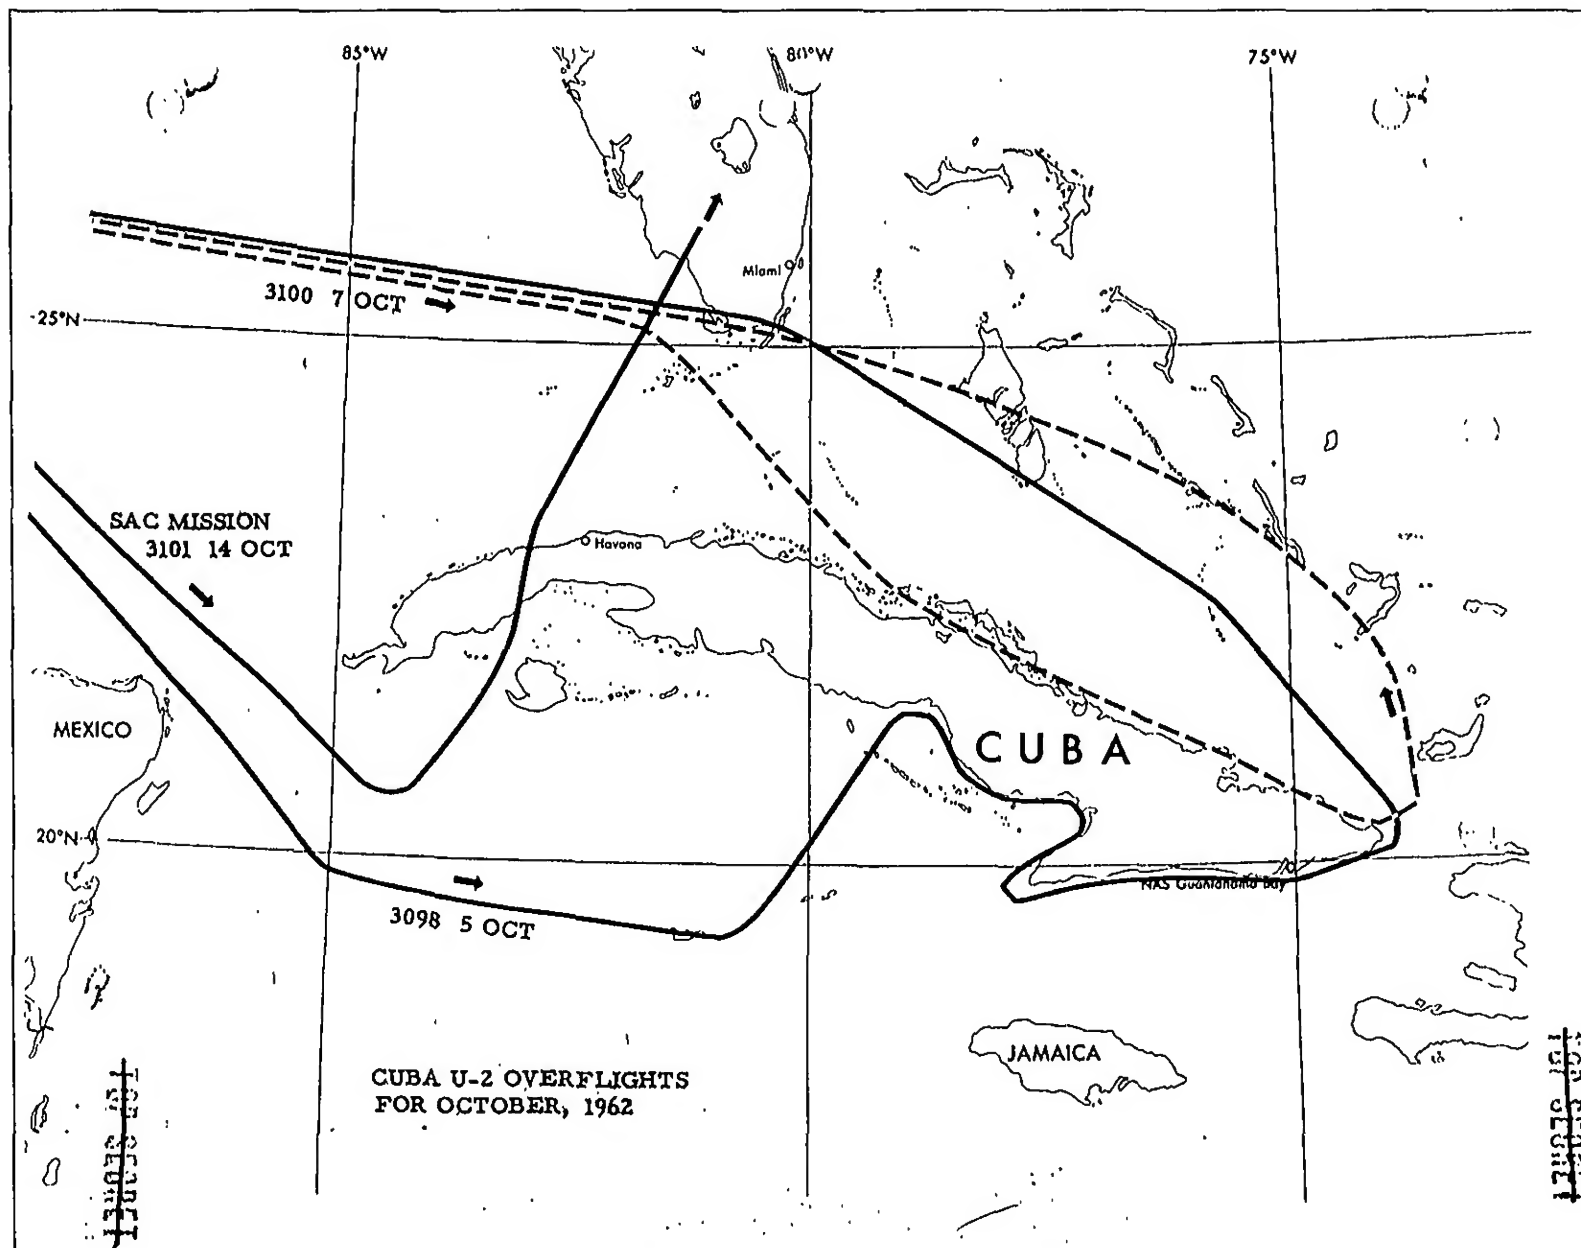 85°W
80°W
75°W
Miami
3100 7 OCT
25°N
SAC MISSION
3101 14 OCT
Havana
MEXICO
CUBA
20°N
NAS Guantanamo Bay
3098 5 OCT
JAMAICA
CUBA U-2 OVERFLIGHTS
FOR OCTOBER, 1962
TOP SECRET
TOP SECRET